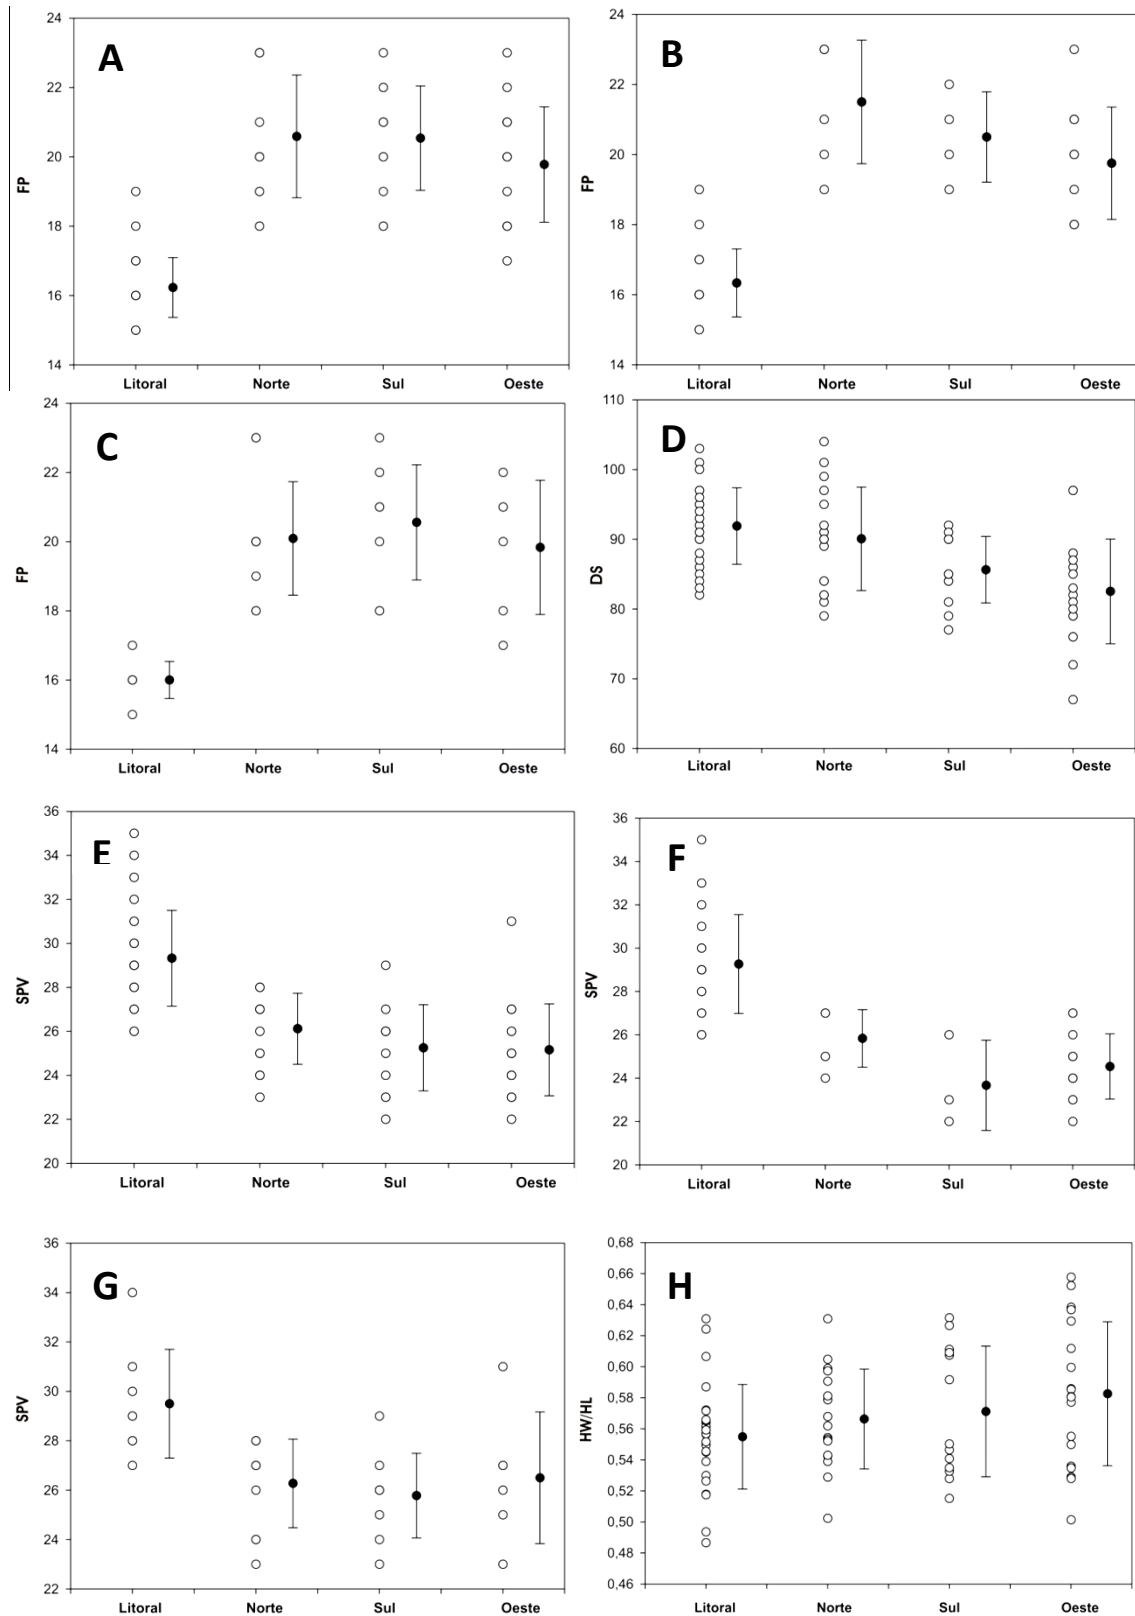 A
24
22
20
18
16
14
FP
Litoral Norte Sul Oeste
B
24
22
20
18
16
14
FP
Litoral Norte Sul Oeste
C
24
22
20
18
16
14
FP
Litoral Norte Sul Oeste
D
110
100
90
80
70
60
DS
Litoral Norte Sul Oeste
E
36
34
32
30
28
26
24
22
20
SPV
Litoral Norte Sul Oeste
F
36
34
32
30
28
26
24
22
20
SPV
Litoral Norte Sul Oeste
G
36
34
32
30
28
26
24
22
SPV
Litoral Norte Sul Oeste
H
0,68
0,66
0,64
0,62
0,60
0,58
0,56
0,54
0,52
0,50
0,48
0,46
HW/HL
Litoral Norte Sul Oeste